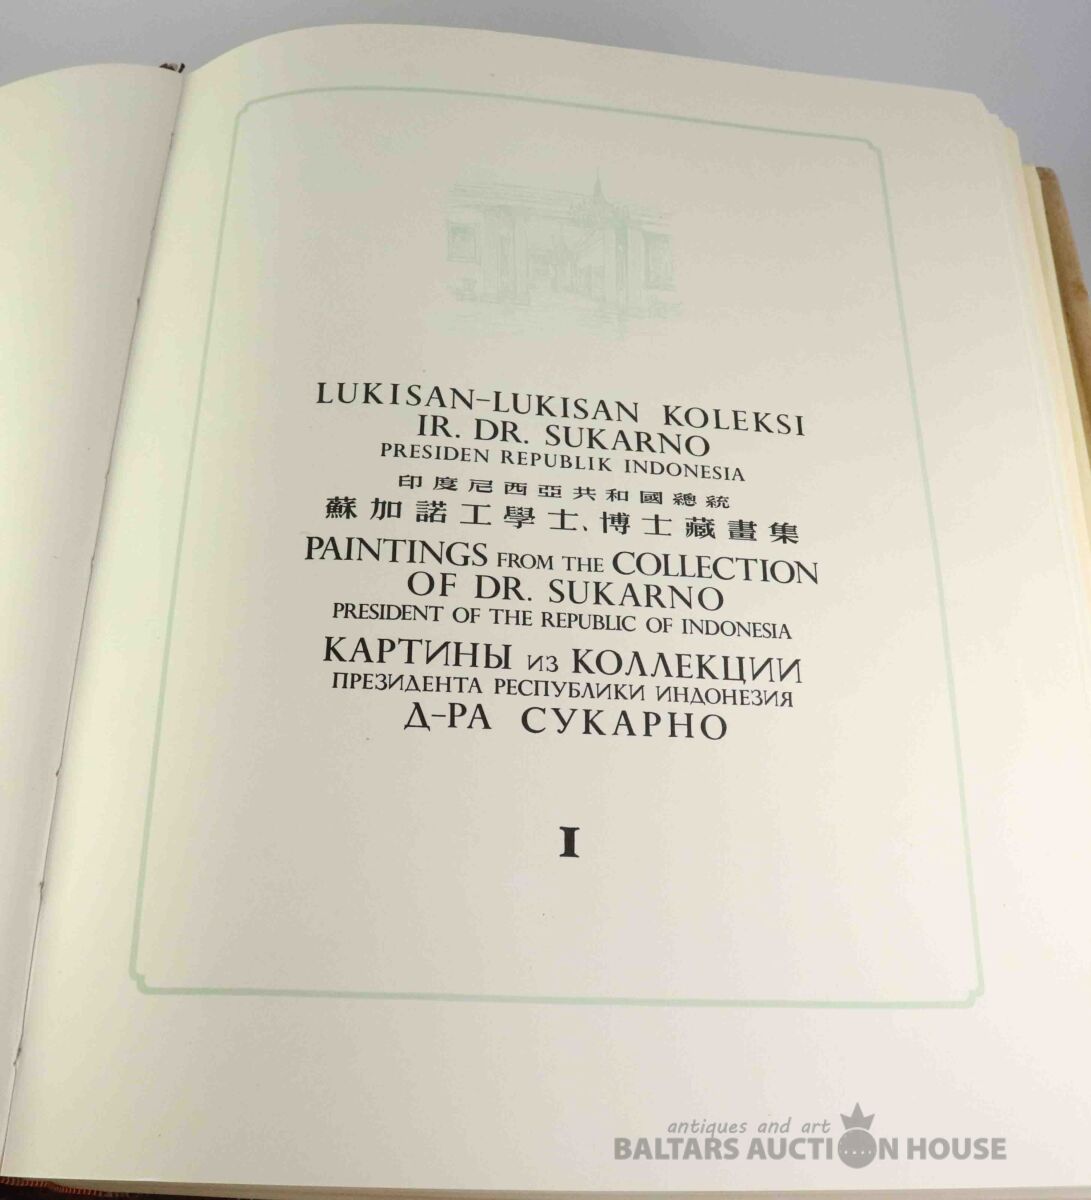 LUKISAN-LUKISAN KOLEKSI
IR. DR. SUKARNO
PRESIDEN REPUBLIK INDONESIA
印度尼西亞共和國總統
蘇加諾工學士、博士藏畫集
PAINTINGS FROM THE COLLECTION
OF DR. SUKARNO
PRESIDENT OF THE REPUBLIC OF INDONESIA
КАРТИНЫ ИЗ КОЛЛЕКЦИИ
ПРЕЗИДЕНТА РЕСПУБЛИКИ ИНДОНЕЗИЯ
Д-РА СУКАРНО
I
antiques and art
BALTARS AUCTION HOUSE